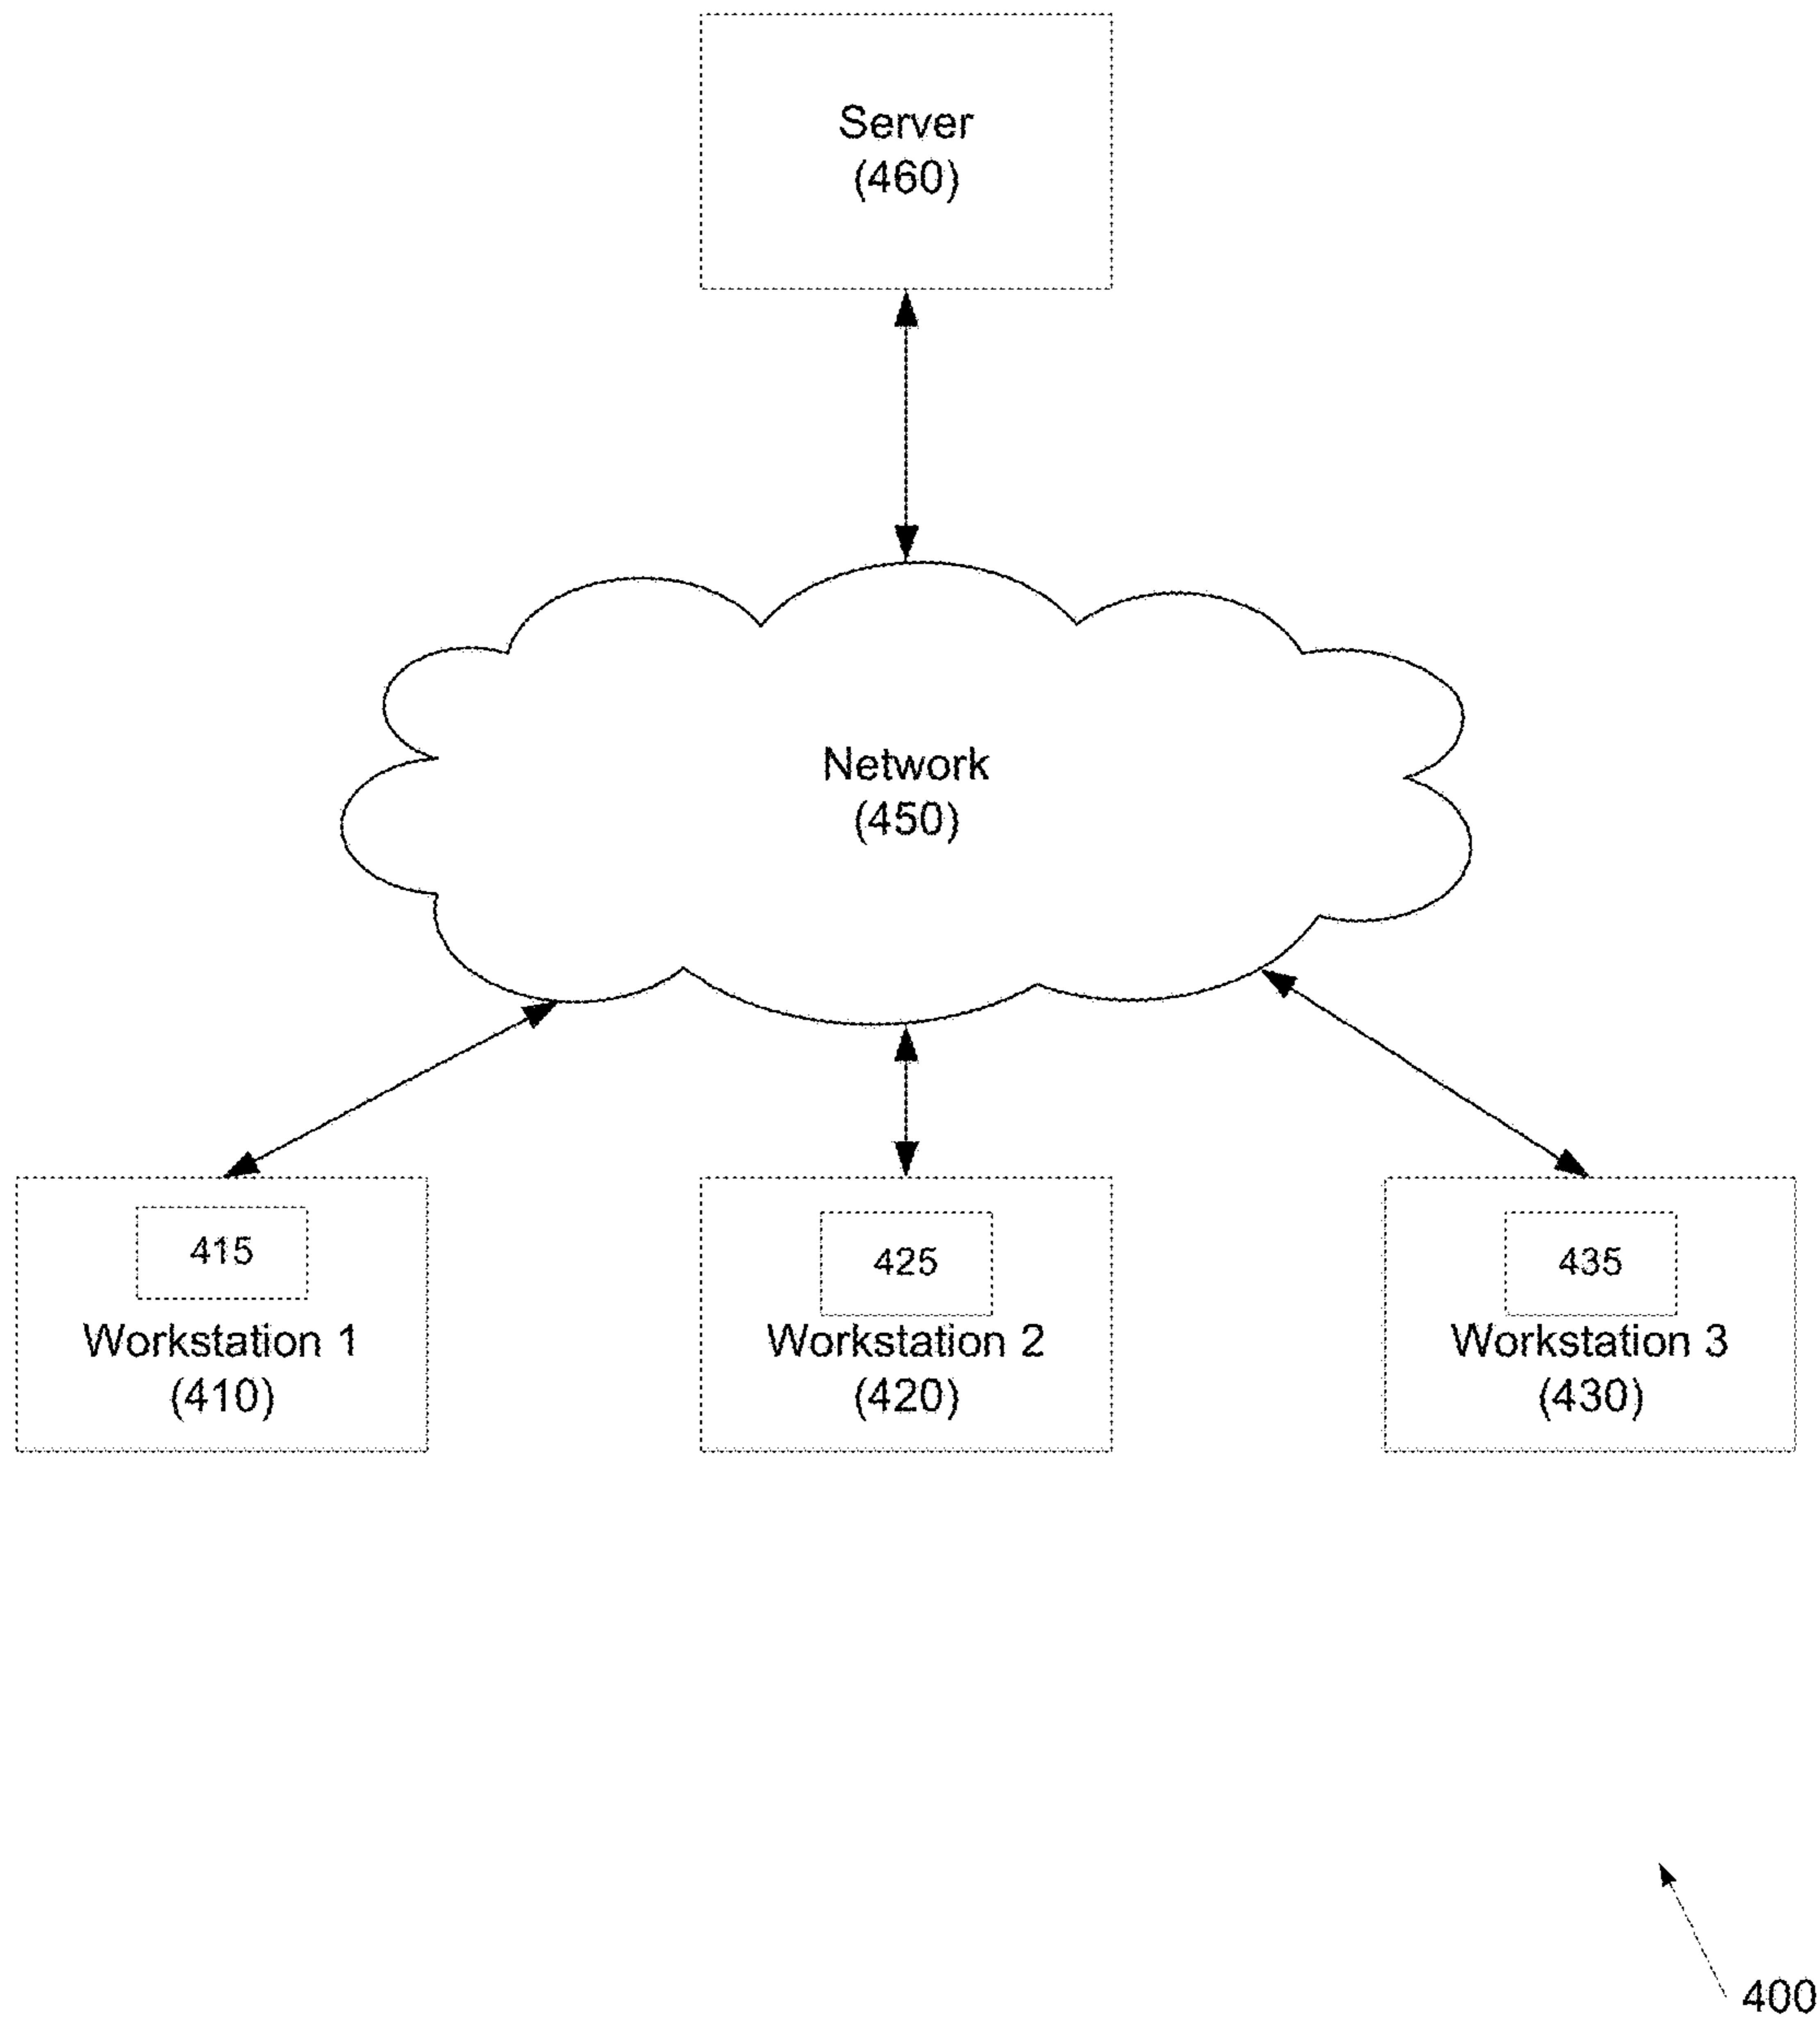 Server
(460)
Network
(450)
415
Workstation 1
(410)
425
Workstation 2
(420)
435
Workstation 3
(430)
400